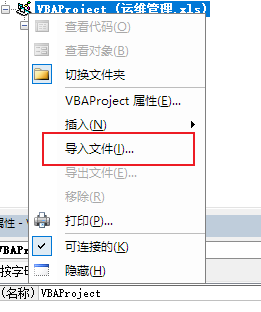 VBAProject (运维管理.xls)
查看代码(O)
查看对象(B)
切换文件夹
VBAProject 属性(E)...
插入(N)
导入文件(I)...
导出文件(E)...
移除(R)
打印(P)...
属性 - V
可连接的(K)
VBAP
按字母
隐藏(H)
(名称) VBAProject